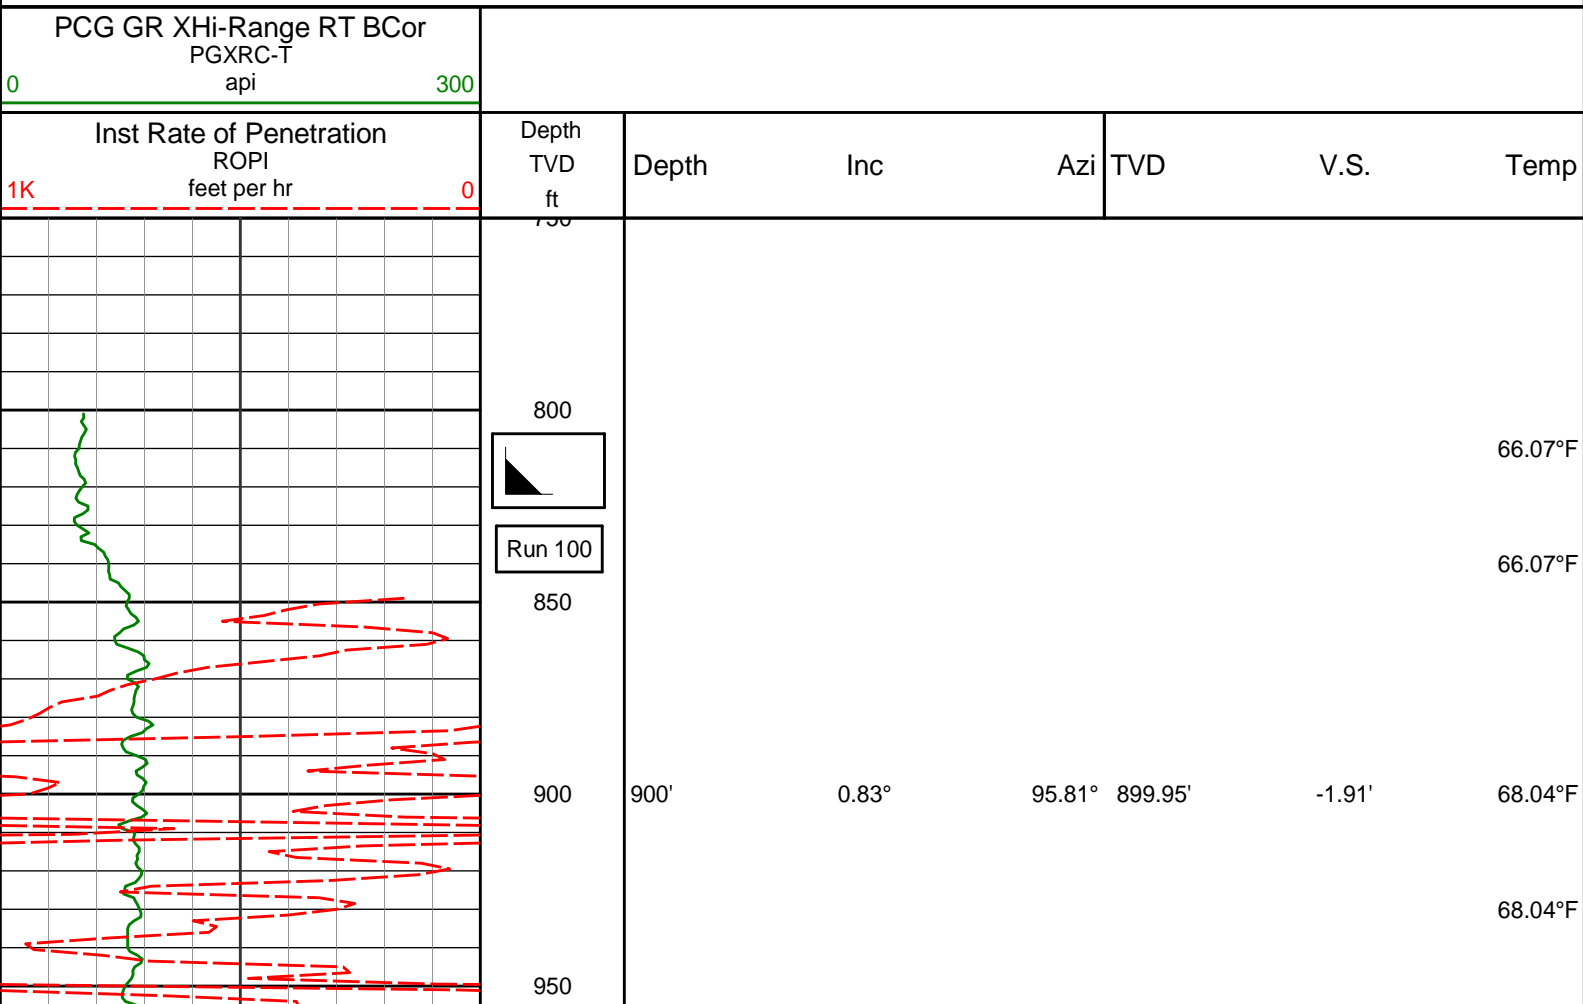 PCG GR XHi-Range RT BCor
PGXRC-T
0 api 300
Inst Rate of Penetration
ROPI
1K feet per hr 0
Depth
TVD
ft
Depth Inc Azi TVD V.S. Temp
750
800
66.07°F
Run 100
66.07°F
850
900 900' 0.83° 95.81° 899.95' -1.91' 68.04°F
68.04°F
950